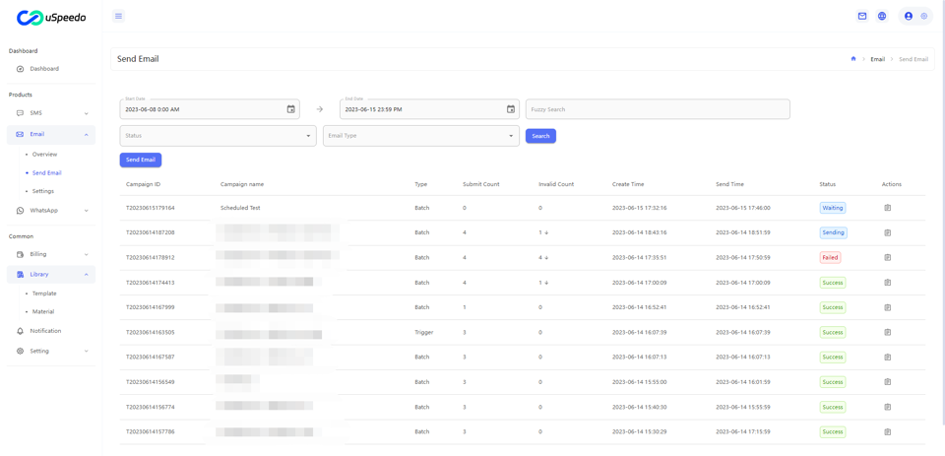 uSpeedo
Dashboard
Dashboard
Products
SMS
Email
Overview
Send Email
Settings
WhatsApp
Common
Billing
Library
Template
Material
Notification
Setting
Send Email
Email › Send Email
Start Date
2023-06-08 0:00 AM
End Date
2023-06-15 23:59 PM
Fuzzy Search
Status
Email Type
Search
Send Email
Campaign ID Campaign name Type Submit Count Invalid Count Create Time Send Time Status Actions
T20230615179164 Scheduled Test Batch 0 0 2023-06-15 17:32:16 2023-06-15 17:46:00 Waiting
T20230614187208 Batch 4 1 2023-06-14 18:43:16 2023-06-14 18:51:59 Sending
T20230614178912 Batch 4 4 2023-06-14 17:35:51 2023-06-14 17:50:59 Failed
T20230614174413 Batch 4 1 2023-06-14 17:00:09 2023-06-14 17:00:09 Success
T20230614167999 Batch 1 0 2023-06-14 16:52:41 2023-06-14 16:52:41 Success
T20230614163505 Trigger 3 0 2023-06-14 16:07:39 2023-06-14 16:07:39 Success
T20230614167587 Batch 3 0 2023-06-14 16:07:13 2023-06-14 16:07:13 Success
T20230614156549 Batch 3 0 2023-06-14 15:55:00 2023-06-14 16:01:59 Success
T20230614156774 Batch 3 0 2023-06-14 15:40:30 2023-06-14 15:55:59 Success
T20230614157786 Batch 3 0 2023-06-14 15:30:29 2023-06-14 17:15:59 Success